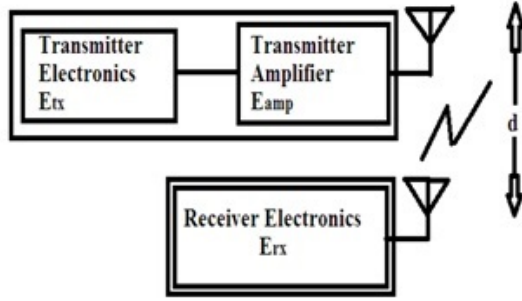 Transmitter
Electronics
Etx
Transmitter
Amplifier
Eamp
d
Receiver Electronics
Erx